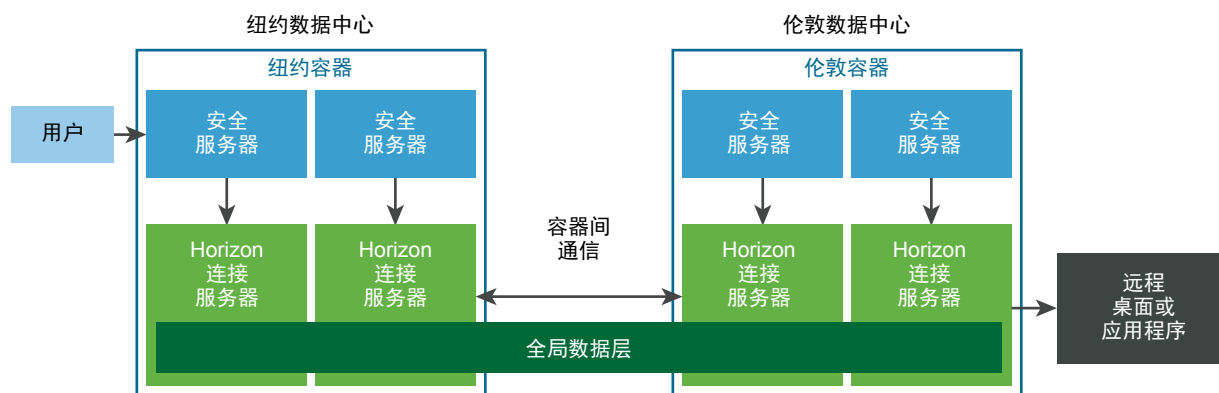 纽约数据中心
伦敦数据中心
纽约容器
伦敦容器
用户
安全
服务器
安全
服务器
安全
服务器
安全
服务器
容器间
通信
Horizon
连接
服务器
Horizon
连接
服务器
Horizon
连接
服务器
Horizon
连接
服务器
远程
桌面或
应用程序
全局数据层